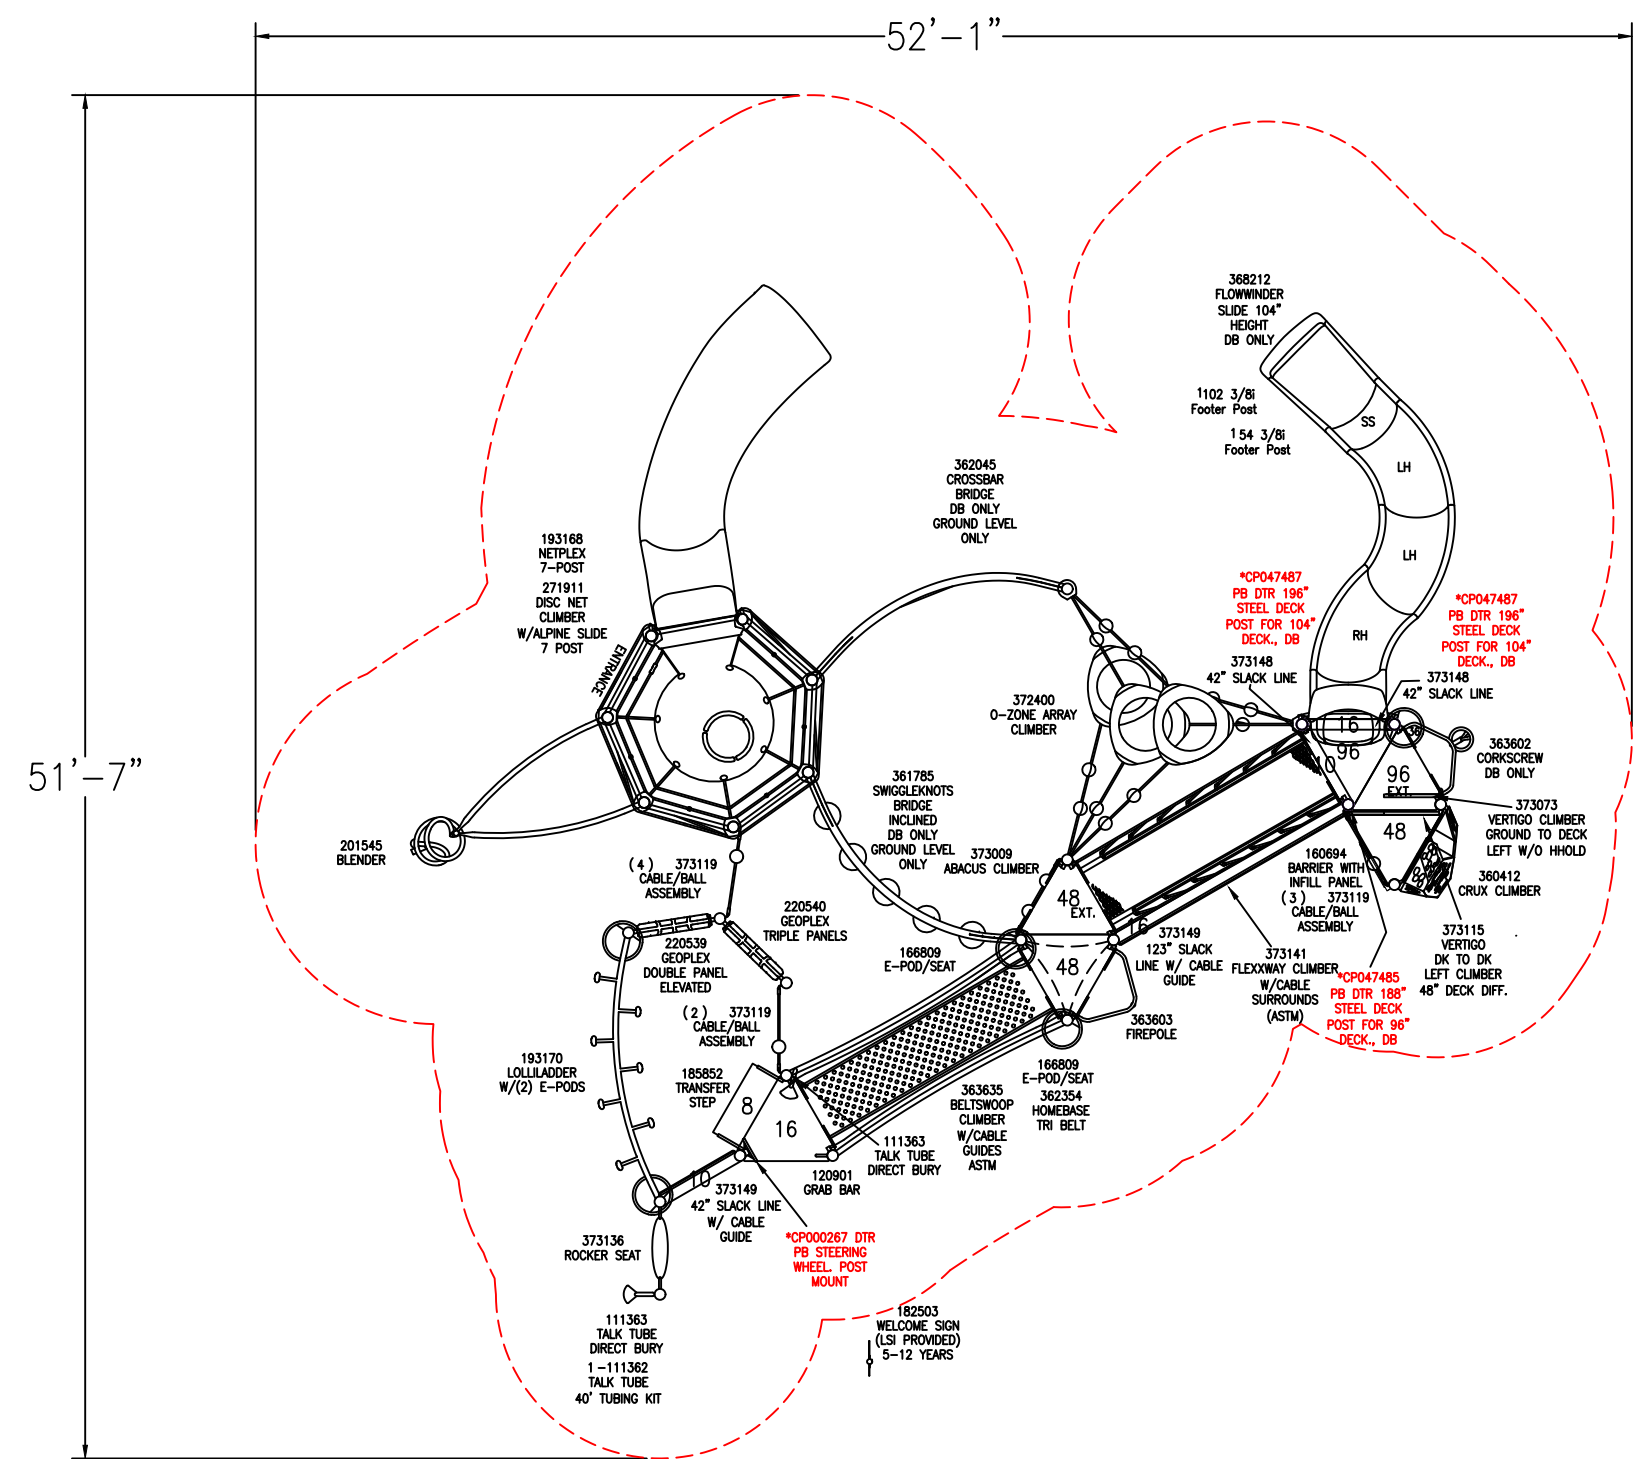 52'-1"
51'-7"
368212
FLOWWINDER
SLIDE 104"
HEIGHT
DB ONLY
1102 3/8i
Footer Post
154 3/8i
Footer Post
SS
LH
LH
RH
362045
CROSSBAR
BRIDGE
DB ONLY
GROUND LEVEL
ONLY
193168
NETPLEX
7-POST
271911
DISC NET
CLIMBER
W/ALPINE SLIDE
7 POST
ENTRANCE
*CP047487
PB DTR 196"
STEEL DECK
POST FOR 104"
DECK., DB
*CP047487
PB DTR 196"
STEEL DECK
POST FOR 104"
DECK., DB
373148
42" SLACK LINE
373148
42" SLACK LINE
372400
O-ZONE ARRAY
CLIMBER
16
96
10
96
EXT.
36
48
363602
CORKSCREW
DB ONLY
373073
VERTIGO CLIMBER
GROUND TO DECK
LEFT W/O HHOLD
361785
SWIGGLEKNOTS
BRIDGE
INCLINED
DB ONLY
GROUND LEVEL
ONLY
373009
ABACUS CLIMBER
201545
BLENDER
(4) 373119
CABLE/BALL
ASSEMBLY
160694
BARRIER WITH
INFILL PANEL
(3) 373119
CABLE/BALL
ASSEMBLY
360412
CRUX CLIMBER
220540
GEOPLEX
TRIPLE PANELS
220539
GEOPLEX
DOUBLE PANEL
ELEVATED
48
EXT.
16
48
166809
E-POD/SEAT
373149
123" SLACK
LINE W/ CABLE
GUIDE
373141
FLEXXWAY CLIMBER
W/CABLE
SURROUNDS
(ASTM)
373115
VERTIGO
DK TO DK
LEFT CLIMBER
48" DECK DIFF.
*CP047485
PB DTR 188"
STEEL DECK
POST FOR 96"
DECK., DB
(2) 373119
CABLE/BALL
ASSEMBLY
363603
FIREPOLE
193170
LOLLILADDER
W/(2) E-PODS
185852
TRANSFER
STEP
8
16
166809
E-POD/SEAT
362354
HOMEBASE
TRI BELT
363635
BELTSWOOP
CLIMBER
W/CABLE
GUIDES
ASTM
111363
TALK TUBE
DIRECT BURY
120901
GRAB BAR
10
373149
42" SLACK LINE
W/ CABLE
GUIDE
373136
ROCKER SEAT
*CP000267 DTR
PB STEERING
WHEEL. POST
MOUNT
111363
TALK TUBE
DIRECT BURY
1-111362
TALK TUBE
40' TUBING KIT
182503
WELCOME SIGN
(LSI PROVIDED)
5-12 YEARS